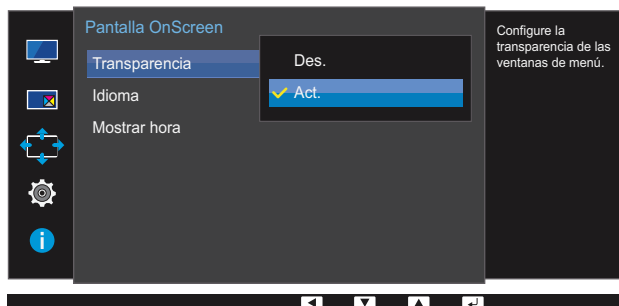 Pantalla OnScreen
Transparencia
Idioma
Mostrar hora
Des.
Act.
Configure la
transparencia de las
ventanas de menú.